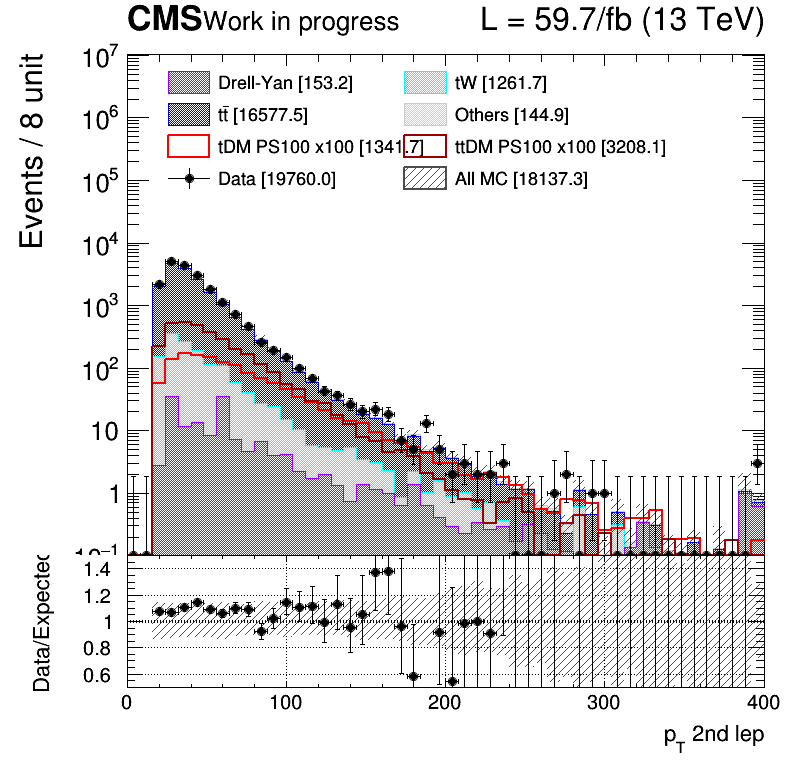 CMS Work in progress L = 59.7/fb (13 TeV)
Events / 8 unit
10⁷
10⁶
10⁵
10⁴
10³
10²
10
1
10⁻¹
Drell-Yan [153.2] tW [1261.7]
tt̄ [16577.5] Others [144.9]
tDM PS100 x100 [1341.7] ttDM PS100 x100 [3208.1]
Data [19760.0] All MC [18137.3]
Data/Expected
1.4
1.2
1
0.8
0.6
0 100 200 300 400
p_T 2nd lep